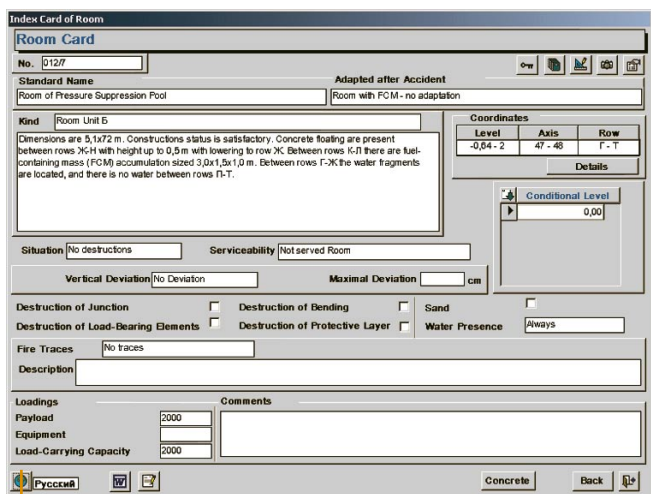 Index Card of Room
Room Card
No. 012/7
Standard Name Adapted after Accident
Room of Pressure Suppression Pool Room with FCM - no adaptation
Kind Room Unit Б
Dimensions are 5,1x72 m. Constructions status is satisfactory. Concrete floating are present
between rows Ж-Н with height up to 0,5 m with lowering to row Ж. Between rows К-Л there are fuel-
containing mass (FCM) accumulation sized 3,0x1,5x1,0 m. Between rows Г-Ж the water fragments
are located, and there is no water between rows П-Т.
Coordinates
Level Axis Row
-0,64 - 2 47 - 48 Г - Т
Details
Conditional Level
0,00
Situation No destructions Serviceability Not served Room
Vertical Deviation No Deviation Maximal Deviation cm
Destruction of Junction Destruction of Bending Sand
Destruction of Load-Bearing Elements Destruction of Protective Layer Water Presence Always
Fire Traces No traces
Description
Loadings Comments
Payload 2000
Equipment
Load-Carrying Capacity 2000
Русский W Concrete Back